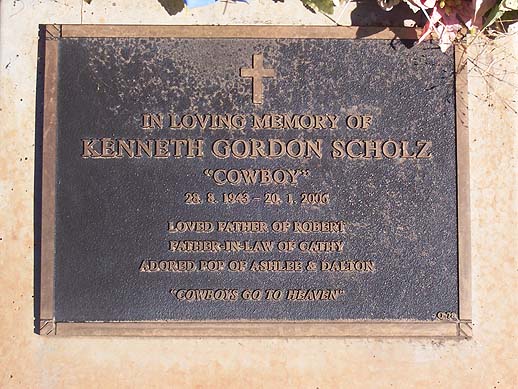 IN LOVING MEMORY OF
KENNETH GORDON SCHOLZ
"COWBOY"
28. 8. 1943 – 20. 1. 2006
LOVED FATHER OF ROBERT
FATHER-IN-LAW OF CATHY
ADORED POP OF ASHLEE & DALTON
"COWBOYS GO TO HEAVEN"